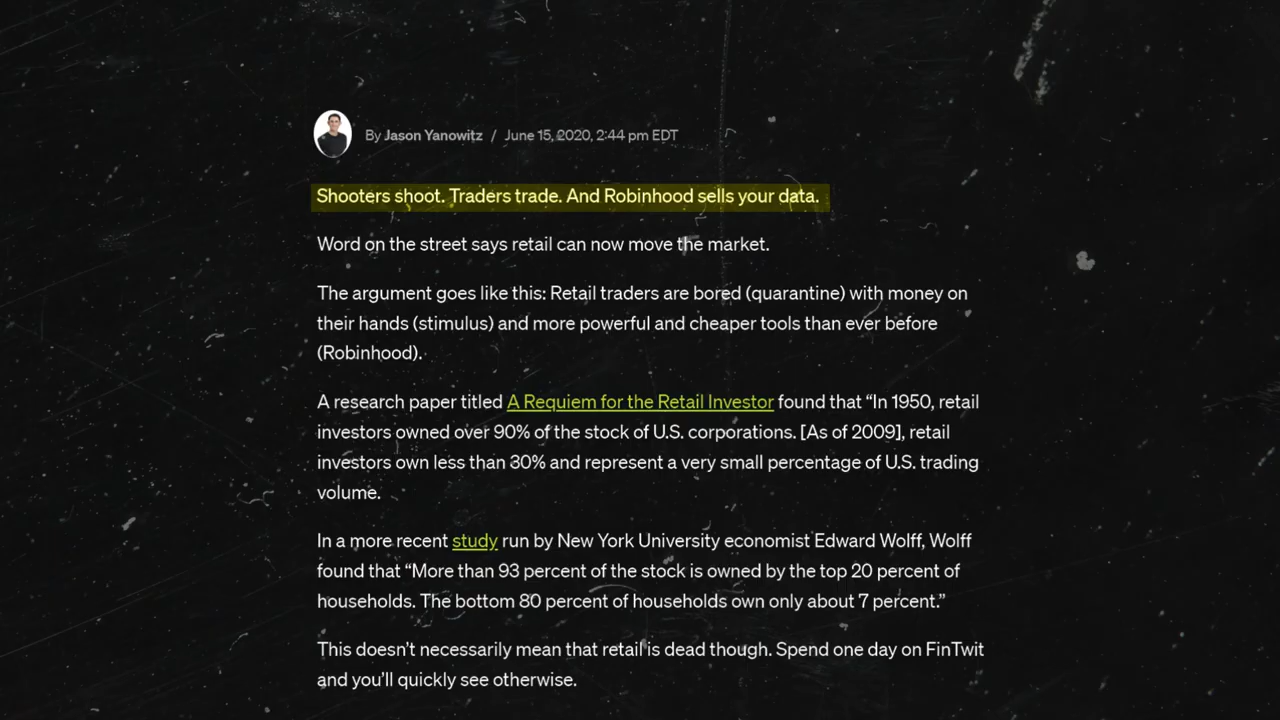 By Jason Yanowitz / June 15, 2020, 2:44 pm EDT
Shooters shoot. Traders trade. And Robinhood sells your data.
Word on the street says retail can now move the market.
The argument goes like this: Retail traders are bored (quarantine) with money on
their hands (stimulus) and more powerful and cheaper tools than ever before
(Robinhood).
A research paper titled A Requiem for the Retail Investor found that “In 1950, retail
investors owned over 90% of the stock of U.S. corporations. [As of 2009], retail
investors own less than 30% and represent a very small percentage of U.S. trading
volume.
In a more recent study run by New York University economist Edward Wolff, Wolff
found that “More than 93 percent of the stock is owned by the top 20 percent of
households. The bottom 80 percent of households own only about 7 percent.”
This doesn’t necessarily mean that retail is dead though. Spend one day on FinTwit
and you’ll quickly see otherwise.